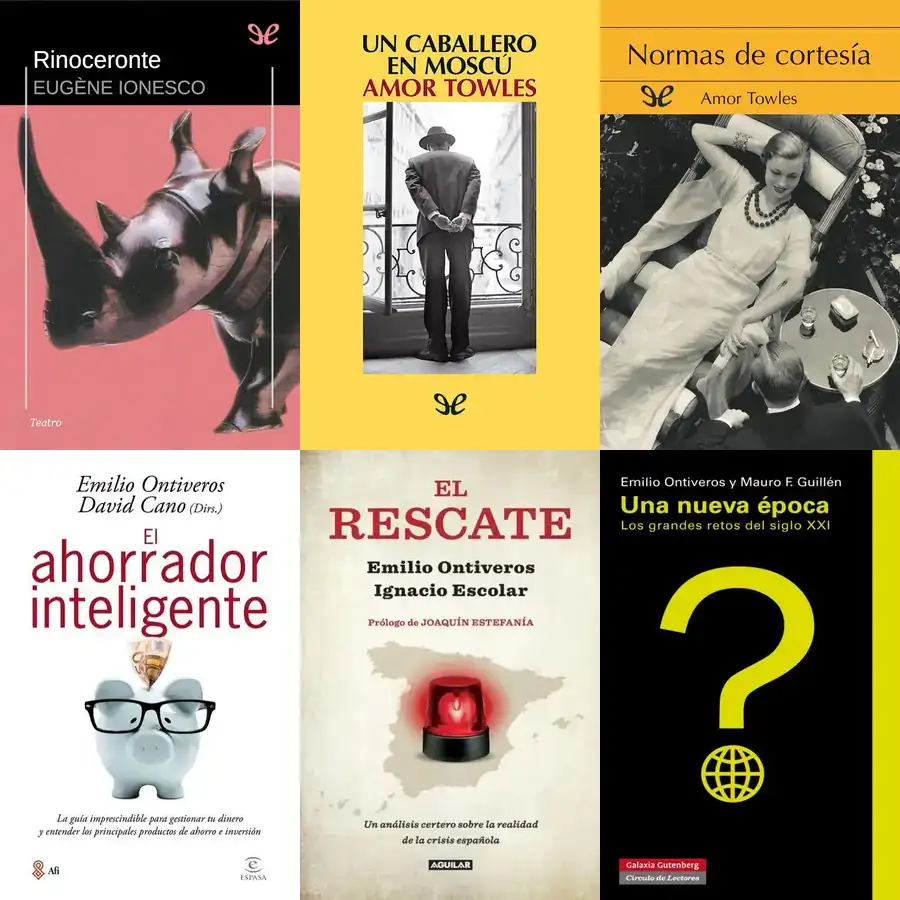 Rinoceronte
EUGÈNE IONESCO
Teatro
UN CABALLERO
EN MOSCÚ
AMOR TOWLES
Normas de cortesía
Amor Towles
Emilio Ontiveros
David Cano (Dirs.)
El
ahorrador
inteligente
La guía imprescindible para gestionar tu dinero
y entender los principales productos de ahorro e inversión
Afi
e
ESPASA
EL
RESCATE
Emilio Ontiveros
Ignacio Escolar
Prólogo de JOAQUÍN ESTEFANÍA
Un análisis certero sobre la realidad
de la crisis española
AGUILAR
Emilio Ontiveros y Mauro F. Guillén
Una nueva época
Los grandes retos del siglo XXI
?
Galaxia Gutenberg
Círculo de Lectores